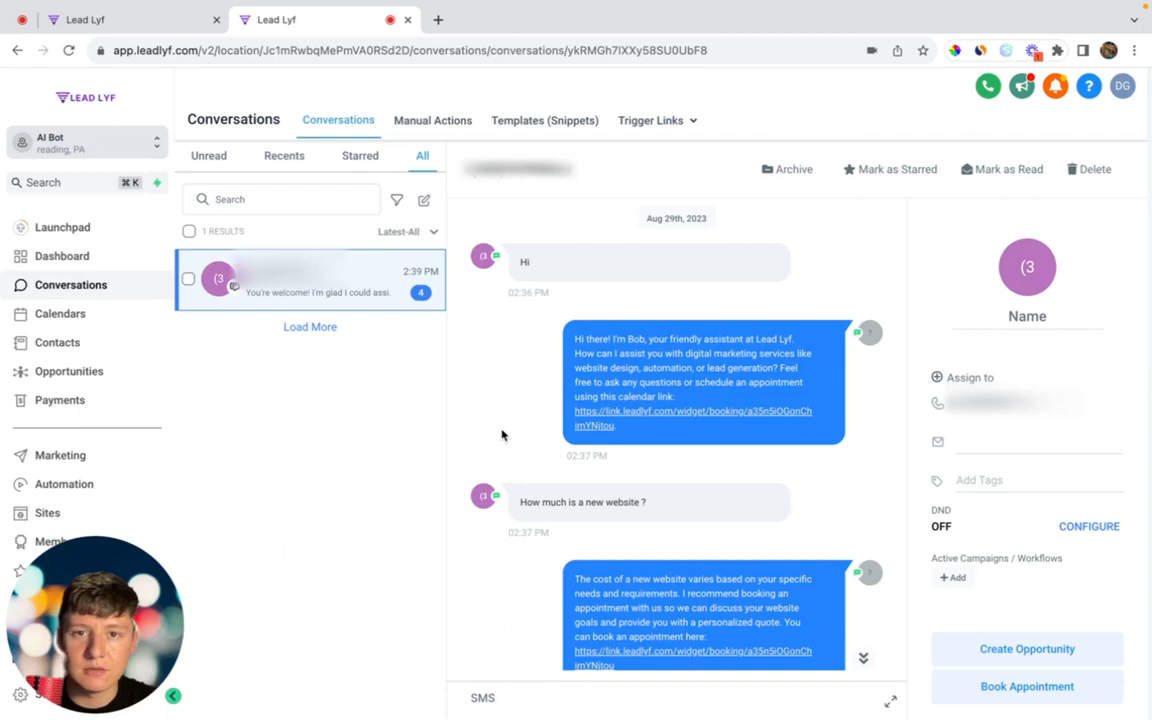 Lead Lyf
Lead Lyf
app.leadlyf.com/v2/location/Jc1mRwbqMePmVA0RSd2D/conversations/conversations/ykRMGh7IXXy58SU0UbF8
1
LEAD LYF
AI Bot
reading, PA
Search
⌘ K
Launchpad
Dashboard
Conversations
Calendars
Contacts
Opportunities
Payments
Marketing
Automation
Sites
Conversations
Conversations
Manual Actions
Templates (Snippets)
Trigger Links
DG
Unread
Recents
Starred
All
Search
1 RESULTS
Latest-All
(3
2:39 PM
You're welcome! I'm glad I could assi.
4
Load More
Archive
Mark as Starred
Mark as Read
Delete
Aug 29th, 2023
(3
Hi
02:36 PM
Hi there! I'm Bob, your friendly assistant at Lead Lyf.
How can I assist you with digital marketing services like
website design, automation, or lead generation? Feel
free to ask any questions or schedule an appointment
using this calendar link:
https://link.leadlyf.com/widget/booking/a35n5iOGonCh
imYNjtou.
?
02:37 PM
(3
How much is a new website ?
02:37 PM
The cost of a new website varies based on your specific
needs and requirements. I recommend booking an
appointment with us so we can discuss your website
goals and provide you with a personalized quote. You
can book an appointment here:
https://link.leadlyf.com/widget/booking/a35n5iOGonCh
imYNjtou
?
SMS
(3
Name
Assign to
Add Tags
DND
OFF
CONFIGURE
Active Campaigns / Workflows
+ Add
Create Opportunity
Book Appointment